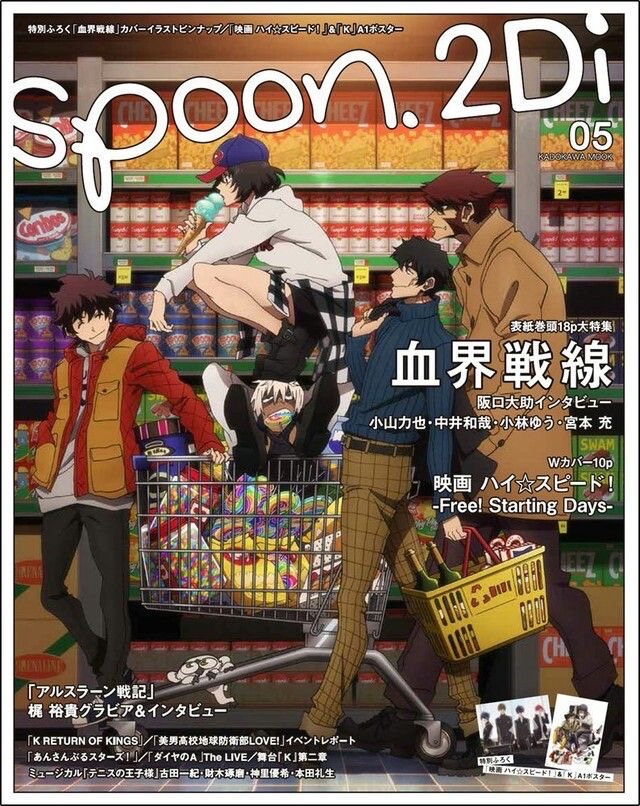 特別ふろく「血界戦線」カバーイラストピンナップ/「映画 ハイ☆スピード!」&「K」A1ポスター
spoon.2Di
05
KADOKAWA MOOK
CHEEZ
Caribee
表紙巻頭18p大特集
血界戦線
阪口大助インタビュー
小山力也・中井和哉・小林ゆう・宮本 充
Wカバー10p
映画 ハイ☆スピード!
-Free! Starting Days-
SWAM
「アルスラーン戦記」
梶 裕貴グラビア&インタビュー
「K RETURN OF KINGS」/「美男高校地球防衛部LOVE!」イベントレポート
「あんさんぶるスターズ!」/「ダイヤのA」The LIVE/舞台「K」第二章
ミュージカル『テニスの王子様』古田一紀・財木琢磨・神里優希・本田礼生
特別ふろく
「映画 ハイ☆スピード!」&「K」A1ポスター